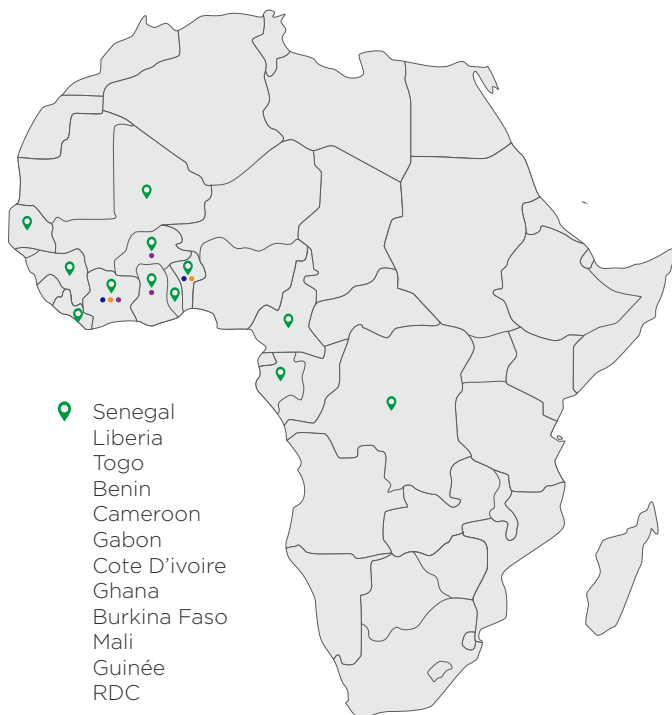 Senegal
Liberia
Togo
Benin
Cameroon
Gabon
Cote D'ivoire
Ghana
Burkina Faso
Mali
Guinée
RDC